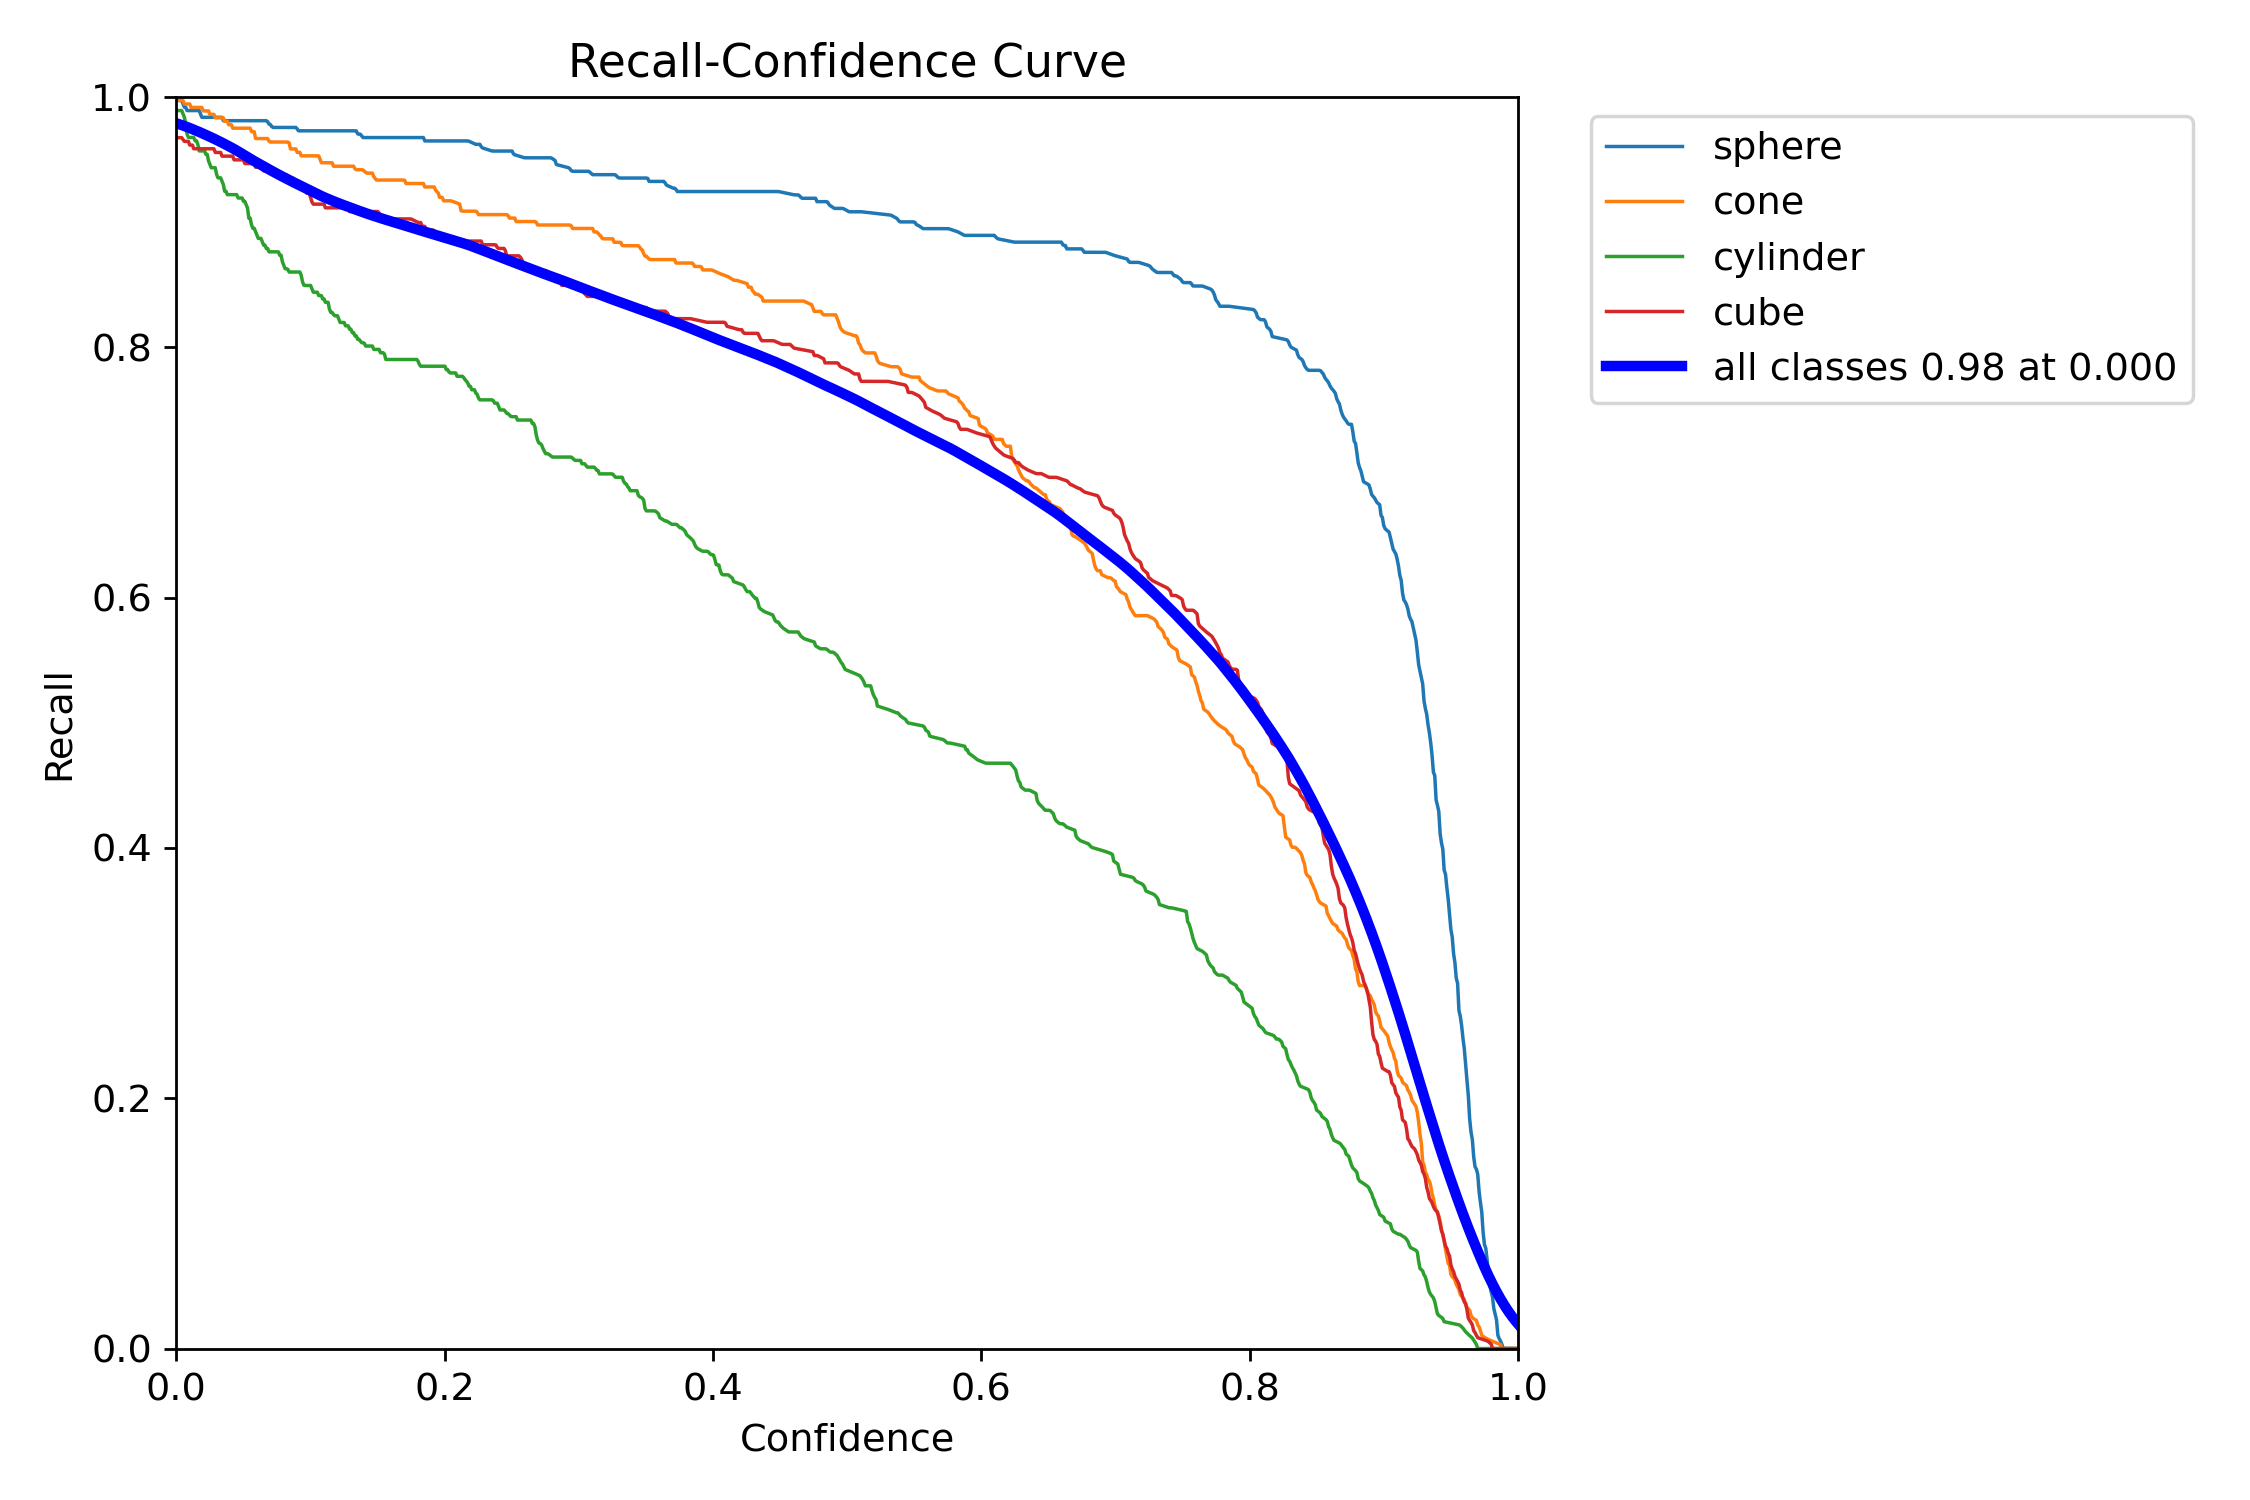 Recall-Confidence Curve
1.0
0.8
0.6
0.4
0.2
0.0
Recall
0.0 0.2 0.4 0.6 0.8 1.0
Confidence
sphere
cone
cylinder
cube
all classes 0.98 at 0.000